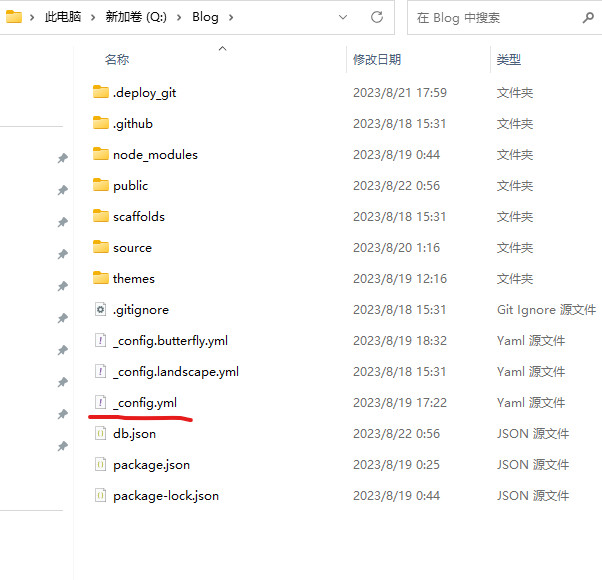 此电脑 > 新加卷 (Q:) > Blog >
在 Blog 中搜索
名称 修改日期 类型
.deploy_git 2023/8/21 17:59 文件夹
.github 2023/8/18 15:31 文件夹
node_modules 2023/8/19 0:44 文件夹
public 2023/8/22 0:56 文件夹
scaffolds 2023/8/18 15:31 文件夹
source 2023/8/20 1:16 文件夹
themes 2023/8/19 12:16 文件夹
.gitignore 2023/8/18 15:31 Git Ignore 源文件
_config.butterfly.yml 2023/8/19 18:32 Yaml 源文件
_config.landscape.yml 2023/8/18 15:31 Yaml 源文件
_config.yml 2023/8/19 17:22 Yaml 源文件
db.json 2023/8/22 0:56 JSON 源文件
package.json 2023/8/19 0:25 JSON 源文件
package-lock.json 2023/8/19 0:44 JSON 源文件